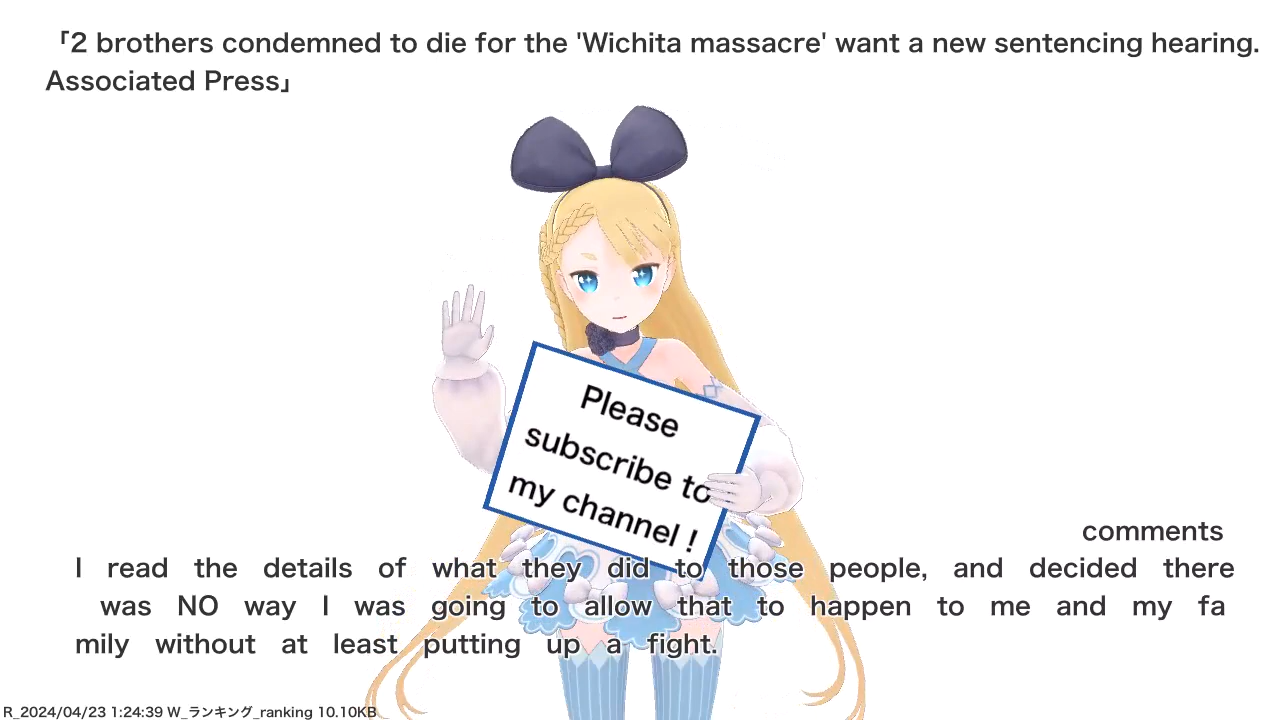 「2 brothers condemned to die for the 'Wichita massacre' want a new sentencing hearing.
Associated Press」
Please
subscribe to
my channel !
comments
I read the details of what they did to those people, and decided there
was NO way I was going to allow that to happen to me and my fa
mily without at least putting up a fight.
R_2024/04/23 1:24:39 W_ランキング_ranking 10.10KB